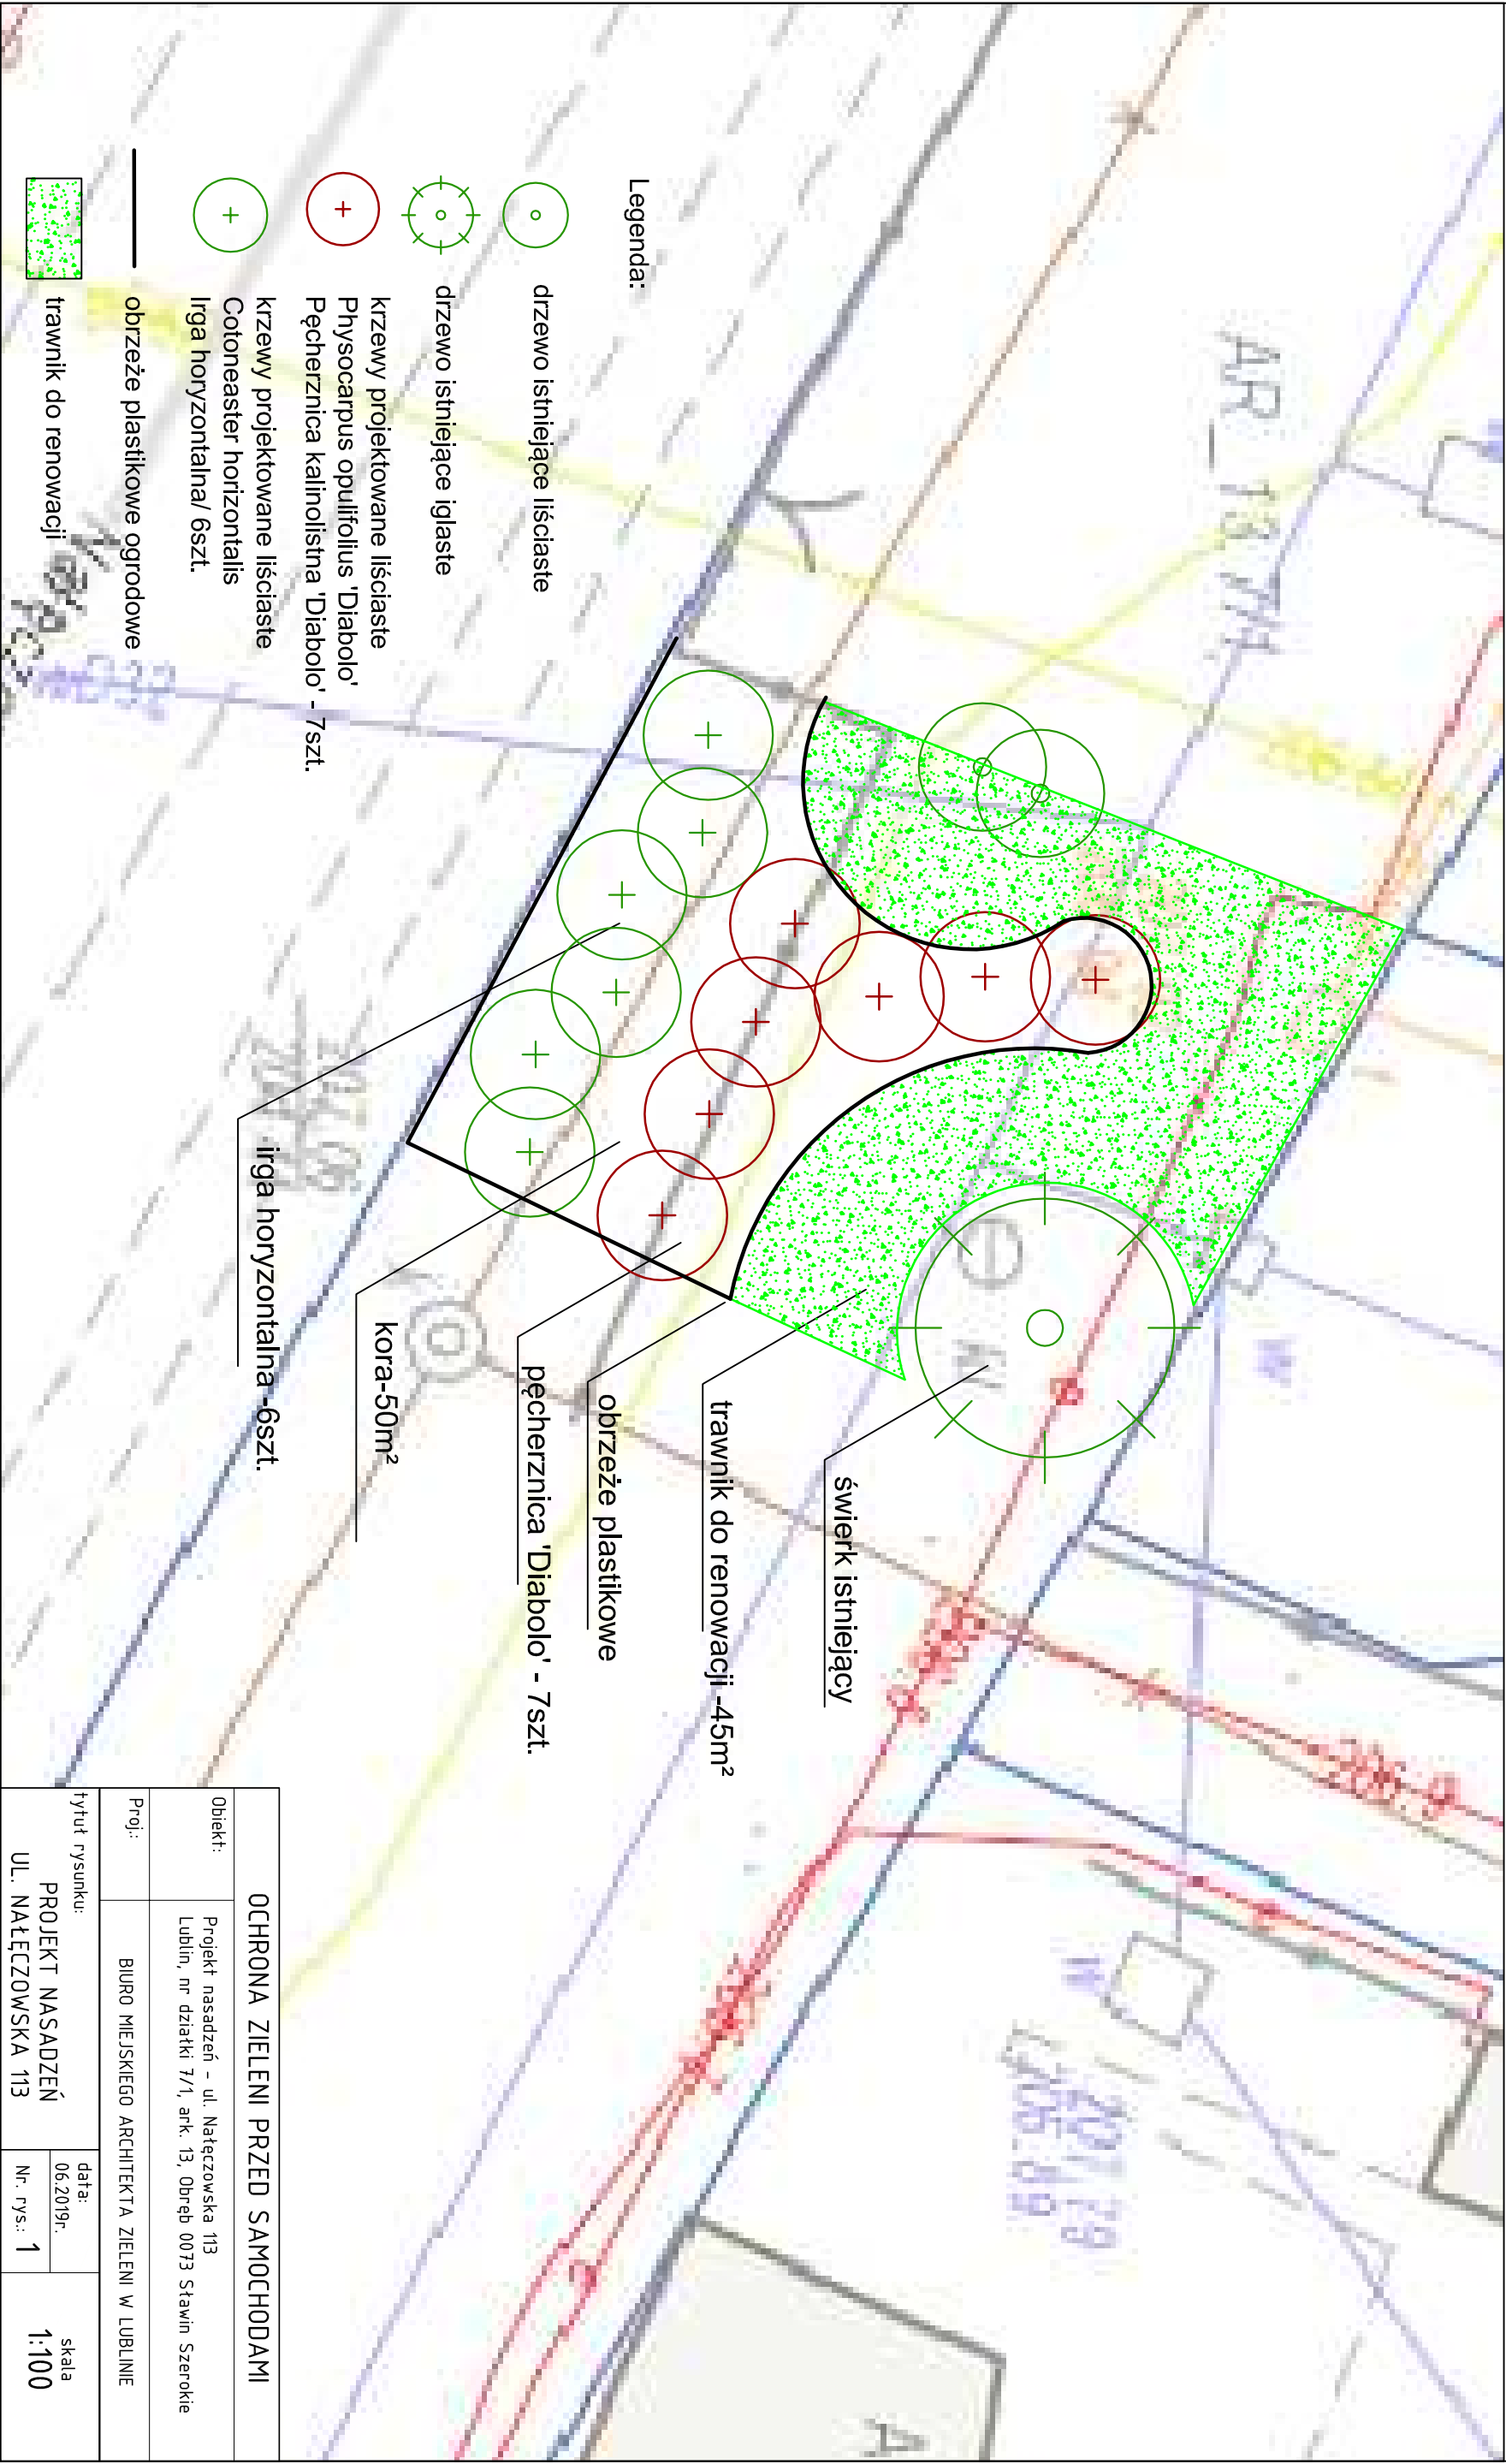 Legenda:
drzewo istniejące liściaste
drzewo istniejące iglaste
krzewy projektowane liściaste
Physocarpus opulifolius 'Diabolo'
Pęcherznica kalinolistna 'Diabolo' - 7szt.
krzewy projektowane liściaste
Cotoneaster horizontalis
Irga horyzontalna/ 6szt.
obrzeże plastikowe ogrodowe
trawnik do renowacji
świerk istniejący
trawnik do renowacji -45m²
obrzeże plastikowe
pęcherznica 'Diabolo' - 7szt.
kora-50m²
irga horyzontalna -6szt.
A
OCHRONA ZIELENI PRZED SAMOCHODAMI
Obiekt:
Projekt nasadzeń - ul. Nałęczowska 113
Lublin, nr działki 7/1, ark. 13, Obręb 0073 Sławin Szerokie
Proj.:
BIURO MIEJSKIEGO ARCHITEKTA ZIELENI W LUBLINIE
tytuł rysunku:
PROJEKT NASADZEŃ
UL. NAŁĘCZOWSKA 113
data:
06.2019r.
Nr. rys.: 1
skala
1:100